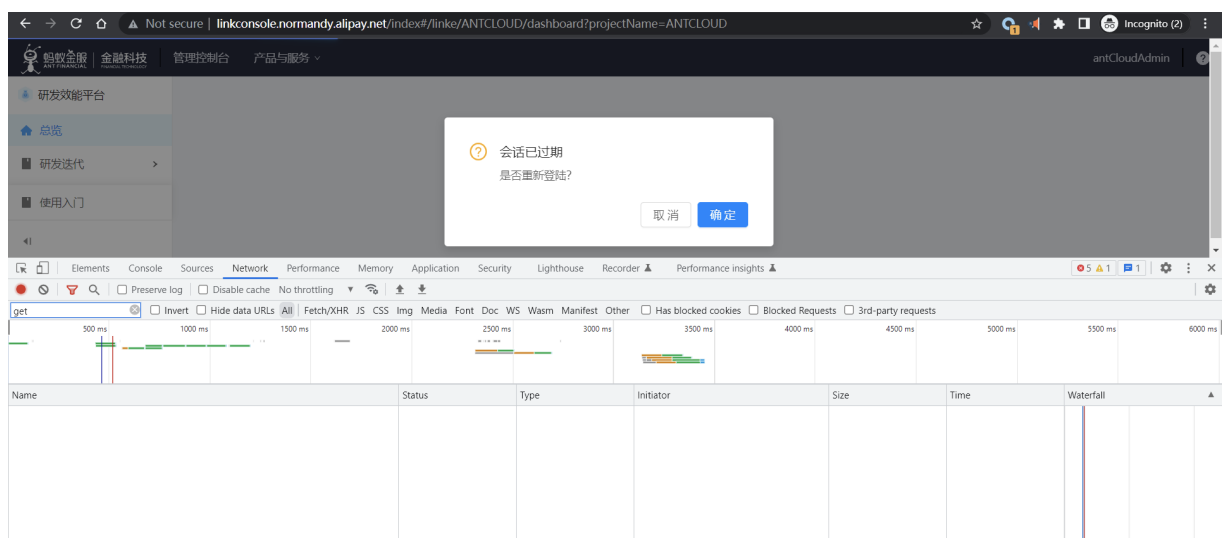 Not secure | linkconsole.normandy.alipay.net/index#/linke/ANTCLOUD/dashboard?projectName=ANTCLOUD Incognito (2)
蚂蚁金服 ANT FINANCIAL 金融科技 管理控制台 产品与服务 antCloudAdmin
研发效能平台
总览
研发迭代
使用入门
会话已过期
是否重新登陆?
取 消 确 定
Elements Console Sources Network Performance Memory Application Security Lighthouse Recorder Performance insights 5 1 1
Preserve log Disable cache No throttling
get Invert Hide data URLs All Fetch/XHR JS CSS Img Media Font Doc WS Wasm Manifest Other Has blocked cookies Blocked Requests 3rd-party requests
500 ms 1000 ms 1500 ms 2000 ms 2500 ms 3000 ms 3500 ms 4000 ms 4500 ms 5000 ms 5500 ms 6000 ms
Name Status Type Initiator Size Time Waterfall